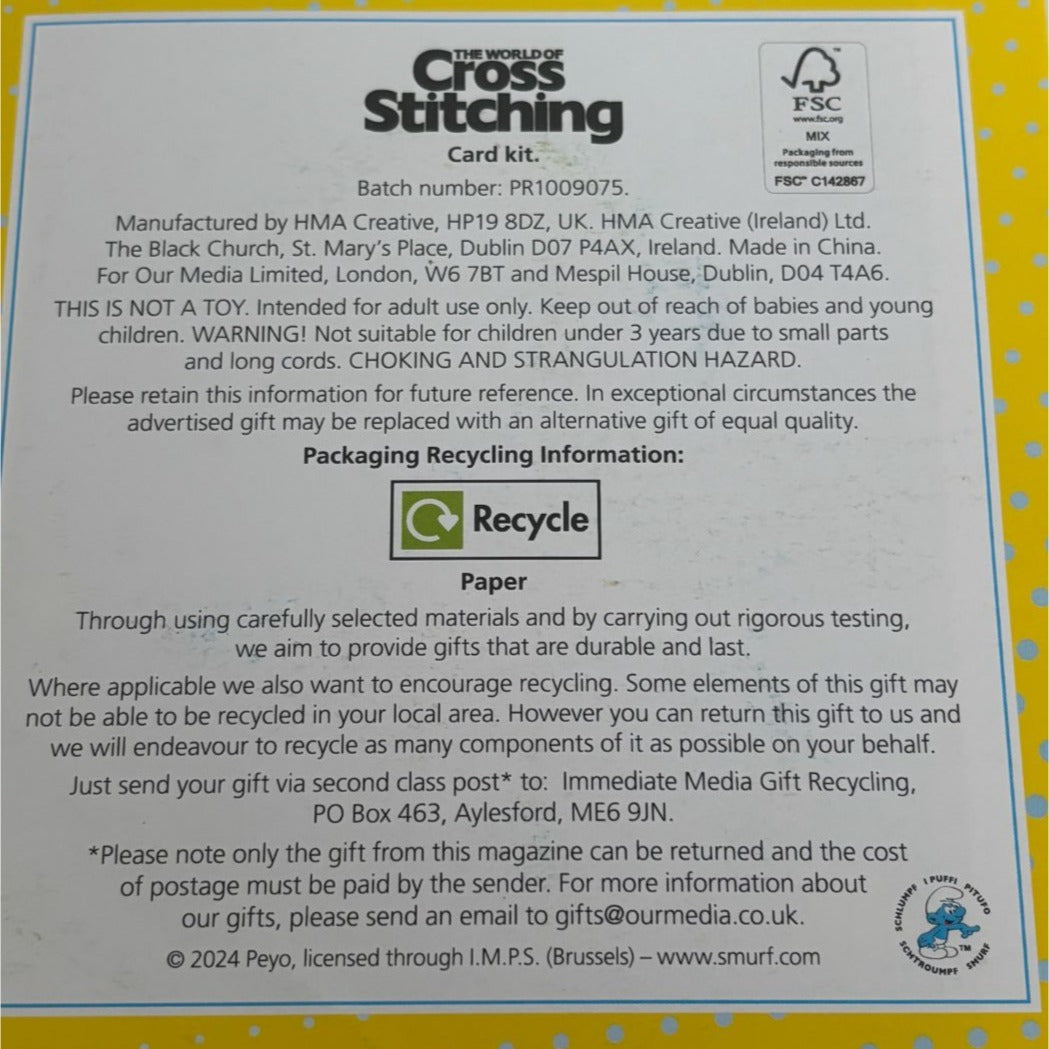 THE WORLD OF
Cross
Stitching
Card kit.
FSC
www.fsc.org
MIX
Packaging from
responsible sources
FSC™ C142867
Batch number: PR1009075.
Manufactured by HMA Creative, HP19 8DZ, UK. HMA Creative (Ireland) Ltd.
The Black Church, St. Mary's Place, Dublin D07 P4AX, Ireland. Made in China.
For Our Media Limited, London, W6 7BT and Mespil House, Dublin, D04 T4A6.
THIS IS NOT A TOY. Intended for adult use only. Keep out of reach of babies and young
children. WARNING! Not suitable for children under 3 years due to small parts
and long cords. CHOKING AND STRANGULATION HAZARD.
Please retain this information for future reference. In exceptional circumstances the
advertised gift may be replaced with an alternative gift of equal quality.
Packaging Recycling Information:
Recycle
Paper
Through using carefully selected materials and by carrying out rigorous testing,
we aim to provide gifts that are durable and last.
Where applicable we also want to encourage recycling. Some elements of this gift may
not be able to be recycled in your local area. However you can return this gift to us and
we will endeavour to recycle as many components of it as possible on your behalf.
Just send your gift via second class post* to: Immediate Media Gift Recycling,
PO Box 463, Aylesford, ME6 9JN.
*Please note only the gift from this magazine can be returned and the cost
of postage must be paid by the sender. For more information about
our gifts, please send an email to gifts@ourmedia.co.uk.
© 2024 Peyo, licensed through I.M.P.S. (Brussels) – www.smurf.com
SCHLUMPF I PUFFI PITUFO SMURF SCHTROUMPF
TM